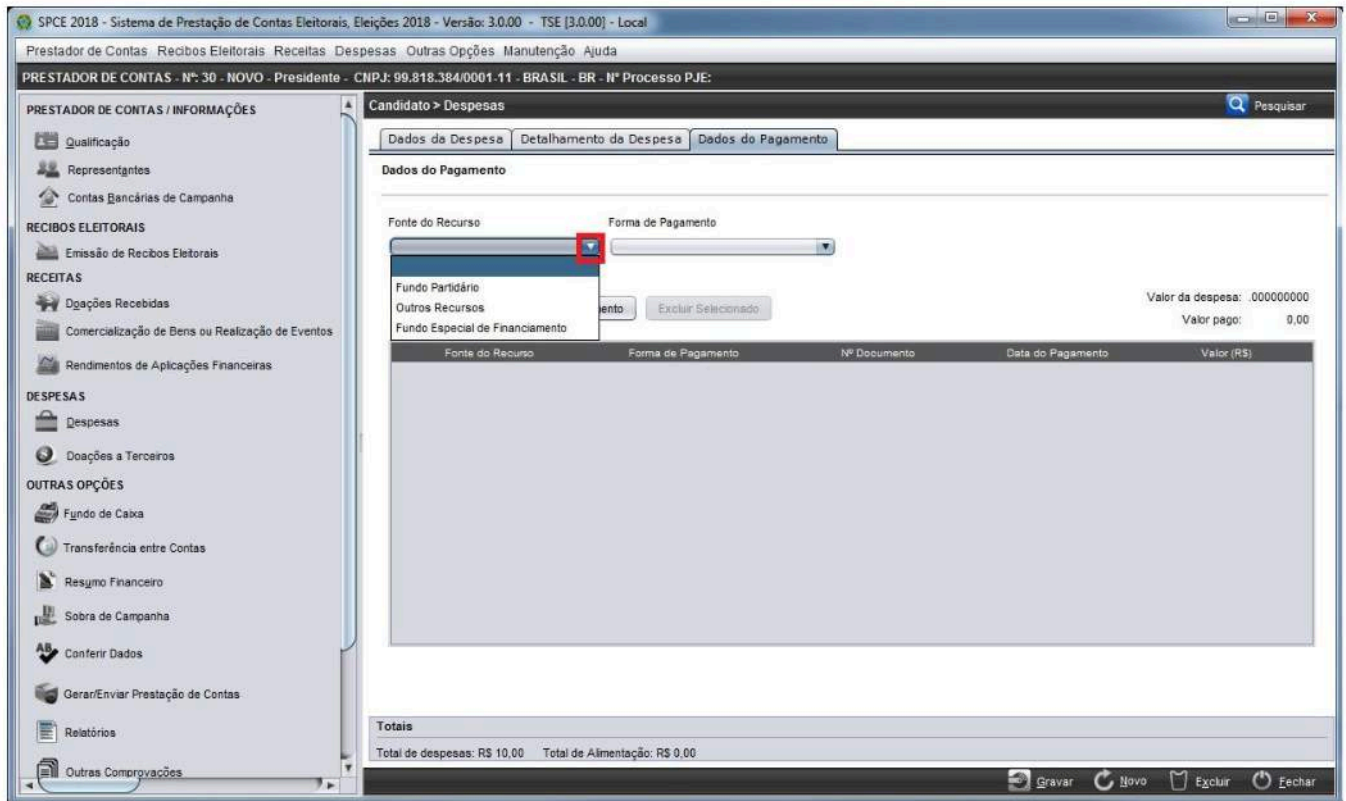 SPCE 2018 - Sistema de Prestação de Contas Eleitorais, Eleições 2018 - Versão: 3.0.00 - TSE [3.0.00] - Local
Prestador de Contas Recibos Eleitorais Receitas Despesas Outras Opções Manutenção Ajuda
PRESTADOR DE CONTAS - Nº: 30 - NOVO - Presidente - CNPJ: 99.818.384/0001-11 - BRASIL - BR - Nº Processo PJE:
PRESTADOR DE CONTAS / INFORMAÇÕES
Qualificação
Representantes
Contas Bancárias de Campanha
RECIBOS ELEITORAIS
Emissão de Recibos Eleitorais
RECEITAS
Doações Recebidas
Comercialização de Bens ou Realização de Eventos
Rendimentos de Aplicações Financeiras
DESPESAS
Despesas
Doações a Terceiros
OUTRAS OPÇÕES
Fundo de Caixa
Transferência entre Contas
Resumo Financeiro
Sobra de Campanha
Conferir Dados
Gerar/Enviar Prestação de Contas
Relatórios
Outras Comprovações
Candidato > Despesas
Pesquisar
Dados da Despesa Detalhamento da Despesa Dados do Pagamento
Dados do Pagamento
Fonte do Recurso Forma de Pagamento
Fundo Partidário
Outros Recursos
Fundo Especial de Financiamento
ento Excluir Selecionado
Valor da despesa: .000000000
Valor pago: 0,00
Fonte do Recurso Forma de Pagamento Nº Documento Data do Pagamento Valor (R$)
Totais
Total de despesas: R$ 10,00 Total de Alimentação: R$ 0,00
Gravar Novo Excluir Fechar